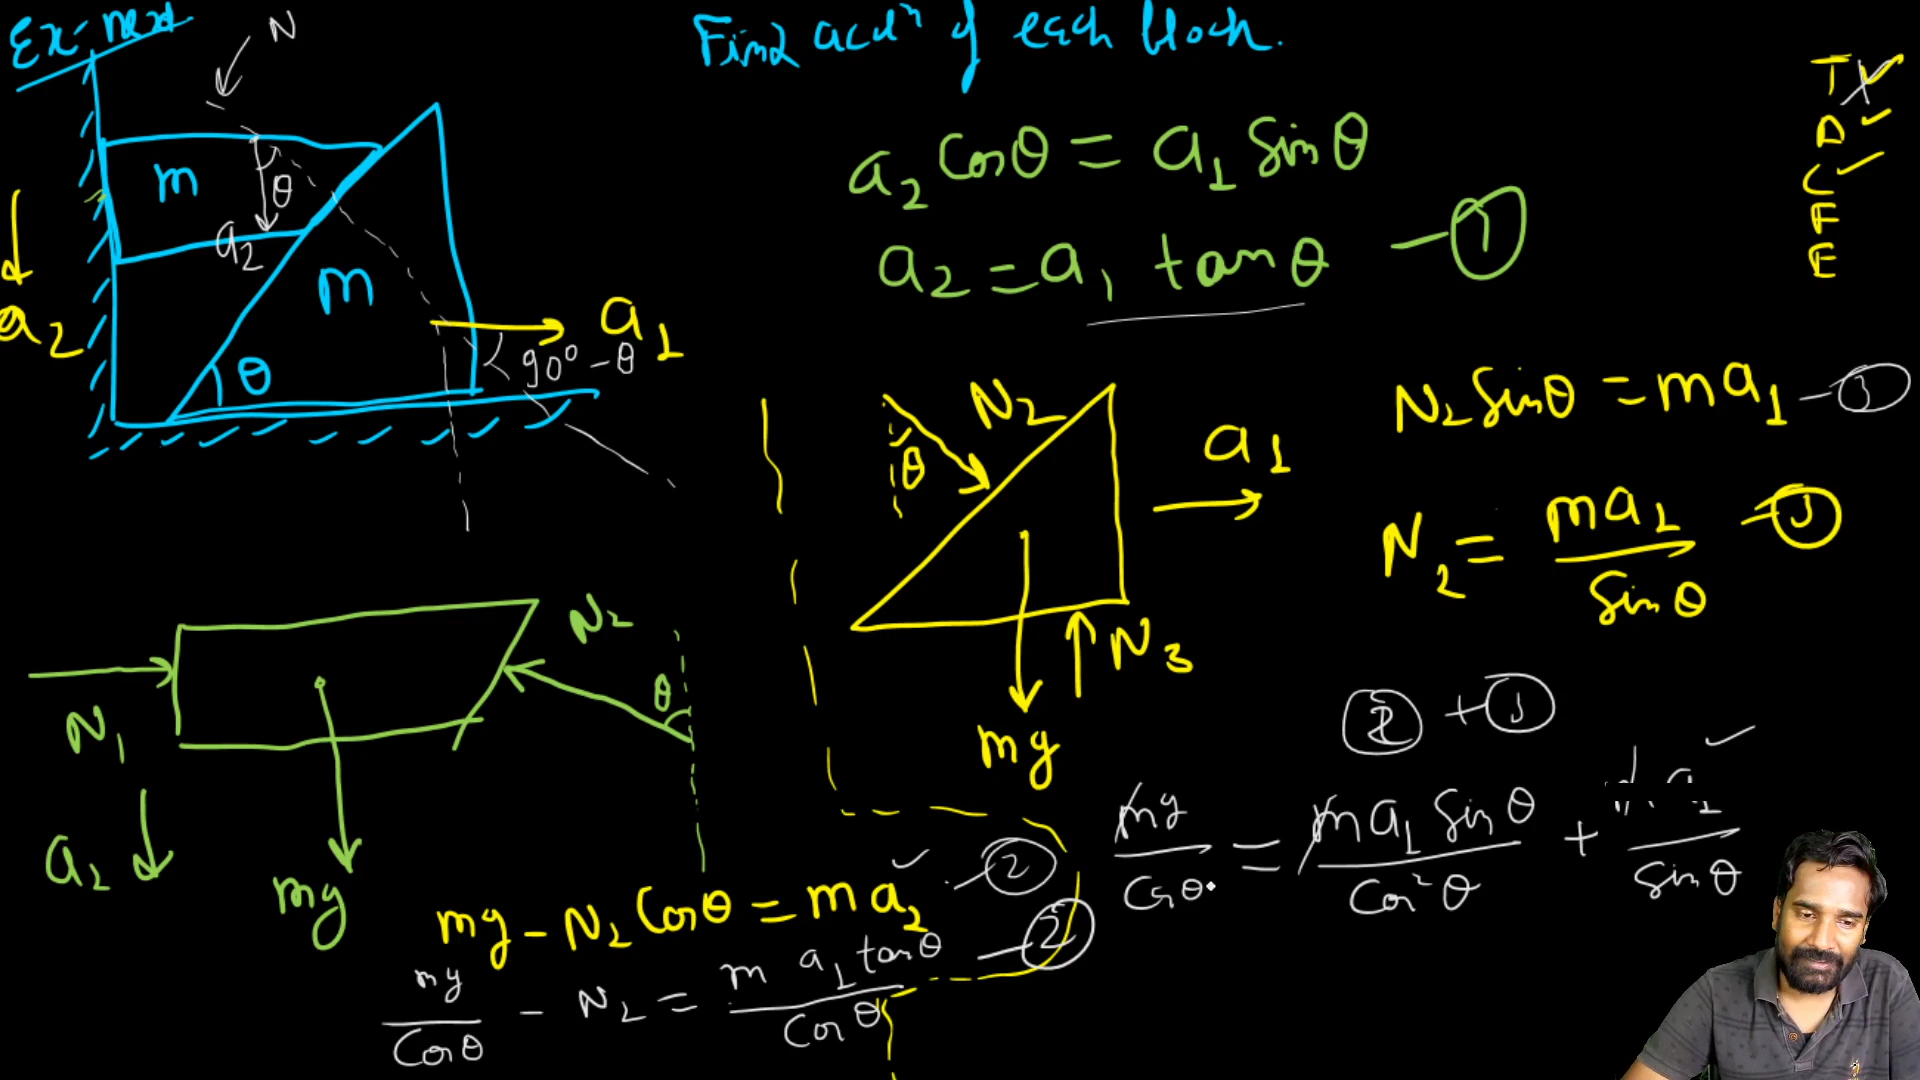 Ex-next
N
Find accln of each block.
T
D
C
F
E
a2 cosθ = a1 sinθ
a2 = a1 tanθ — 1
m
θ
a2
m
a2
θ
a1
90° - θ
N2
θ
a1
N3
mg
N2 sinθ = ma1 — 3
N2 = ma1 / sinθ — 3
N1
N2
θ
a2
mg
mg - N2 cosθ = ma2 — 2
mg / cosθ - N2 = m a1 tanθ / cosθ — 2
2 + 3
mg / cosθ = ma1 sinθ / cos²θ + ma1 / sinθ